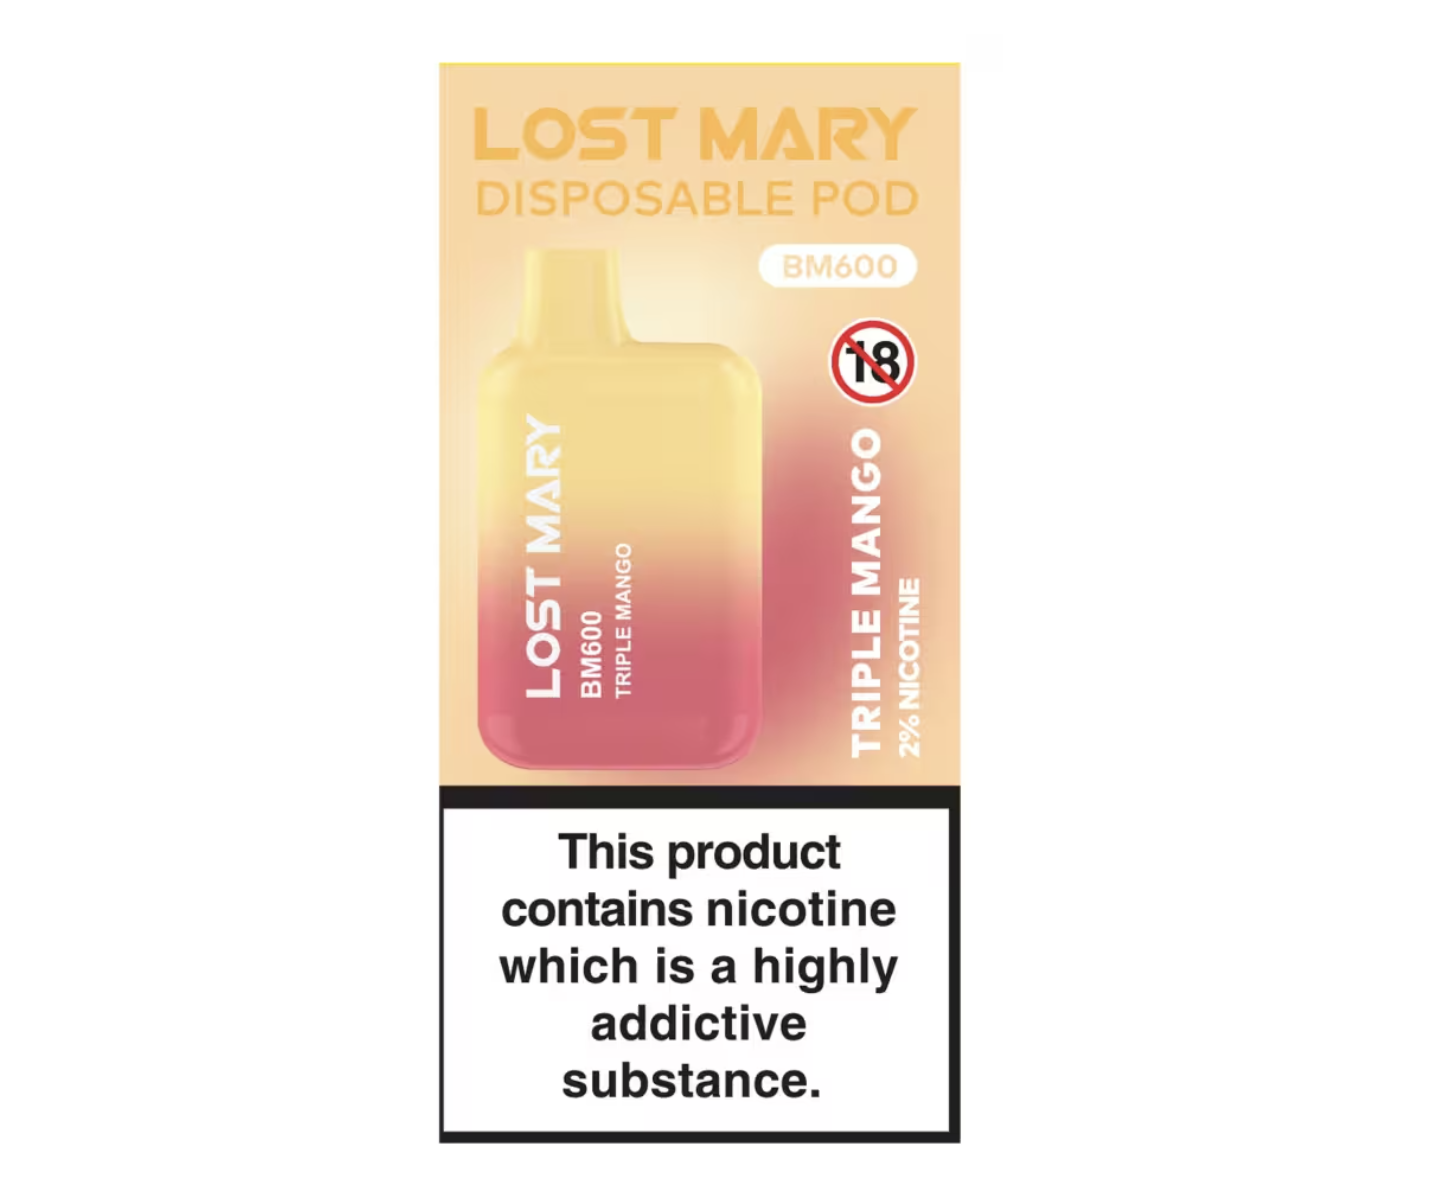 LOST MARY
DISPOSABLE POD
BM600
18
LOST MARY
BM600
TRIPLE MANGO
TRIPLE MANGO
2% NICOTINE
This product
contains nicotine
which is a highly
addictive
substance.